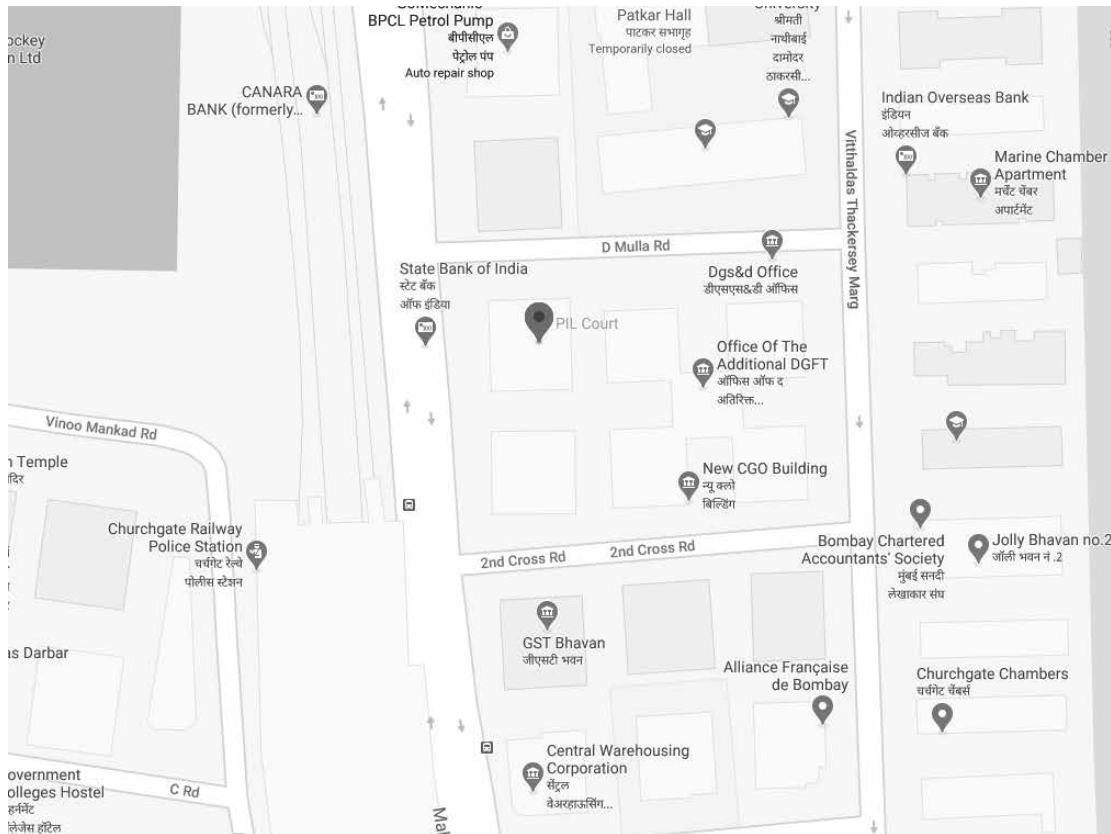 BPCL Petrol Pump
बीपीसीएल
पेट्रोल पंप
Auto repair shop
Patkar Hall
पाटकर सभागृह
Temporarily closed
University
श्रीमती
नाथीबाई
दामोदर
ठाकरसी...
ockey
n Ltd
CANARA
BANK (formerly...
Indian Overseas Bank
इंडियन
ओव्हरसीज बँक
Marine Chamber
Apartment
मर्चेंट चेंबर
अपार्टमेंट
Vitthaldas Thackersey Marg
D Mulla Rd
State Bank of India
स्टेट बँक
ऑफ इंडिया
Dgs&d Office
डीएसएस&डी ऑफिस
PIL Court
Office Of The
Additional DGFT
ऑफिस ऑफ द
अतिरिक्त...
Vinoo Mankad Rd
n Temple
दिर
New CGO Building
न्यू क्लो
बिल्डिंग
Churchgate Railway
Police Station
चर्चगेट रेल्वे
पोलीस स्टेशन
2nd Cross Rd
2nd Cross Rd
Bombay Chartered
Accountants' Society
मुंबई सनदी
लेखाकार संघ
Jolly Bhavan no.2
जॉली भवन नं .2
GST Bhavan
जीएसटी भवन
as Darbar
Alliance Française
de Bombay
Churchgate Chambers
चर्चगेट चेंबर्स
Central Warehousing
Corporation
सेंट्रल
वेअरहाऊसिंग...
overnment
olleges Hostel
हर्नमेंट
लेजेस हॉटेल
C Rd
Mal